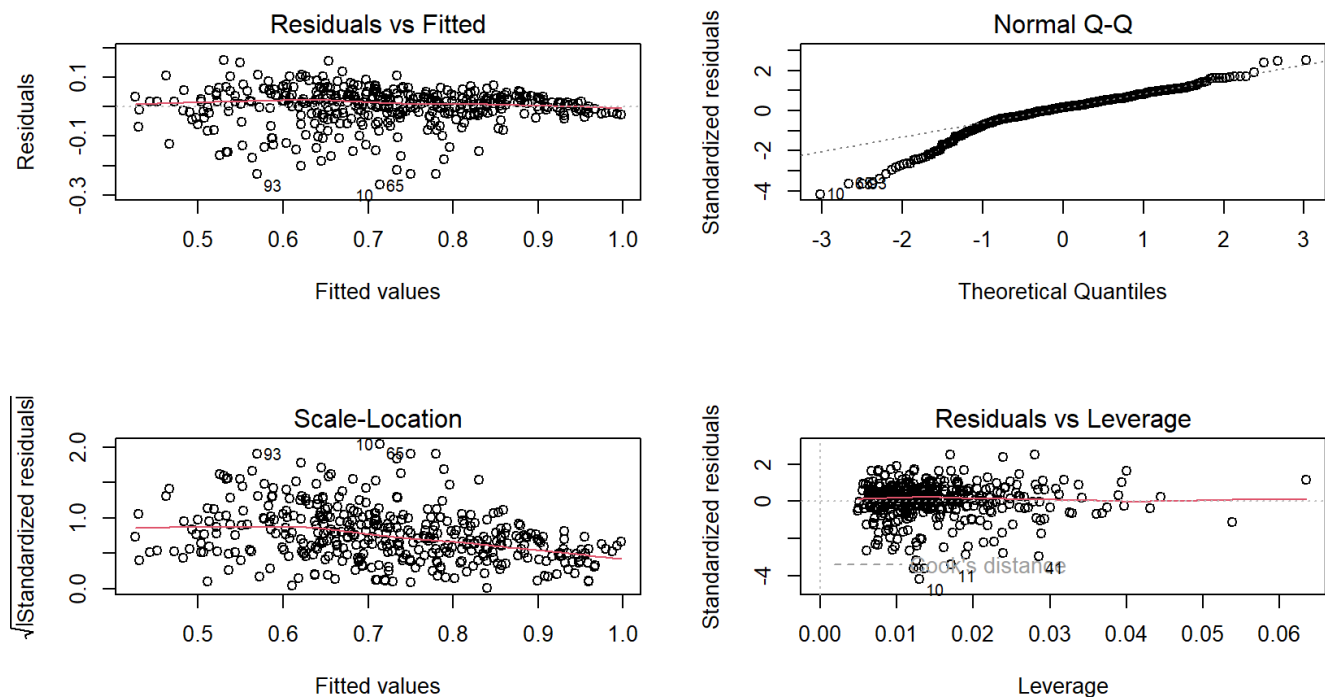 Residuals vs Fitted
Residuals
0.1
-0.1
-0.3
93
10
65
0.5 0.6 0.7 0.8 0.9 1.0
Fitted values
Normal Q-Q
Standardized residuals
2
0
-2
-4
10
93
-3 -2 -1 0 1 2 3
Theoretical Quantiles
Scale-Location
√|Standardized residuals|
2.0
1.0
0.0
93
10
65
0.5 0.6 0.7 0.8 0.9 1.0
Fitted values
Residuals vs Leverage
Standardized residuals
2
0
-4
Cook's distance
10
11
41
0.00 0.01 0.02 0.03 0.04 0.05 0.06
Leverage